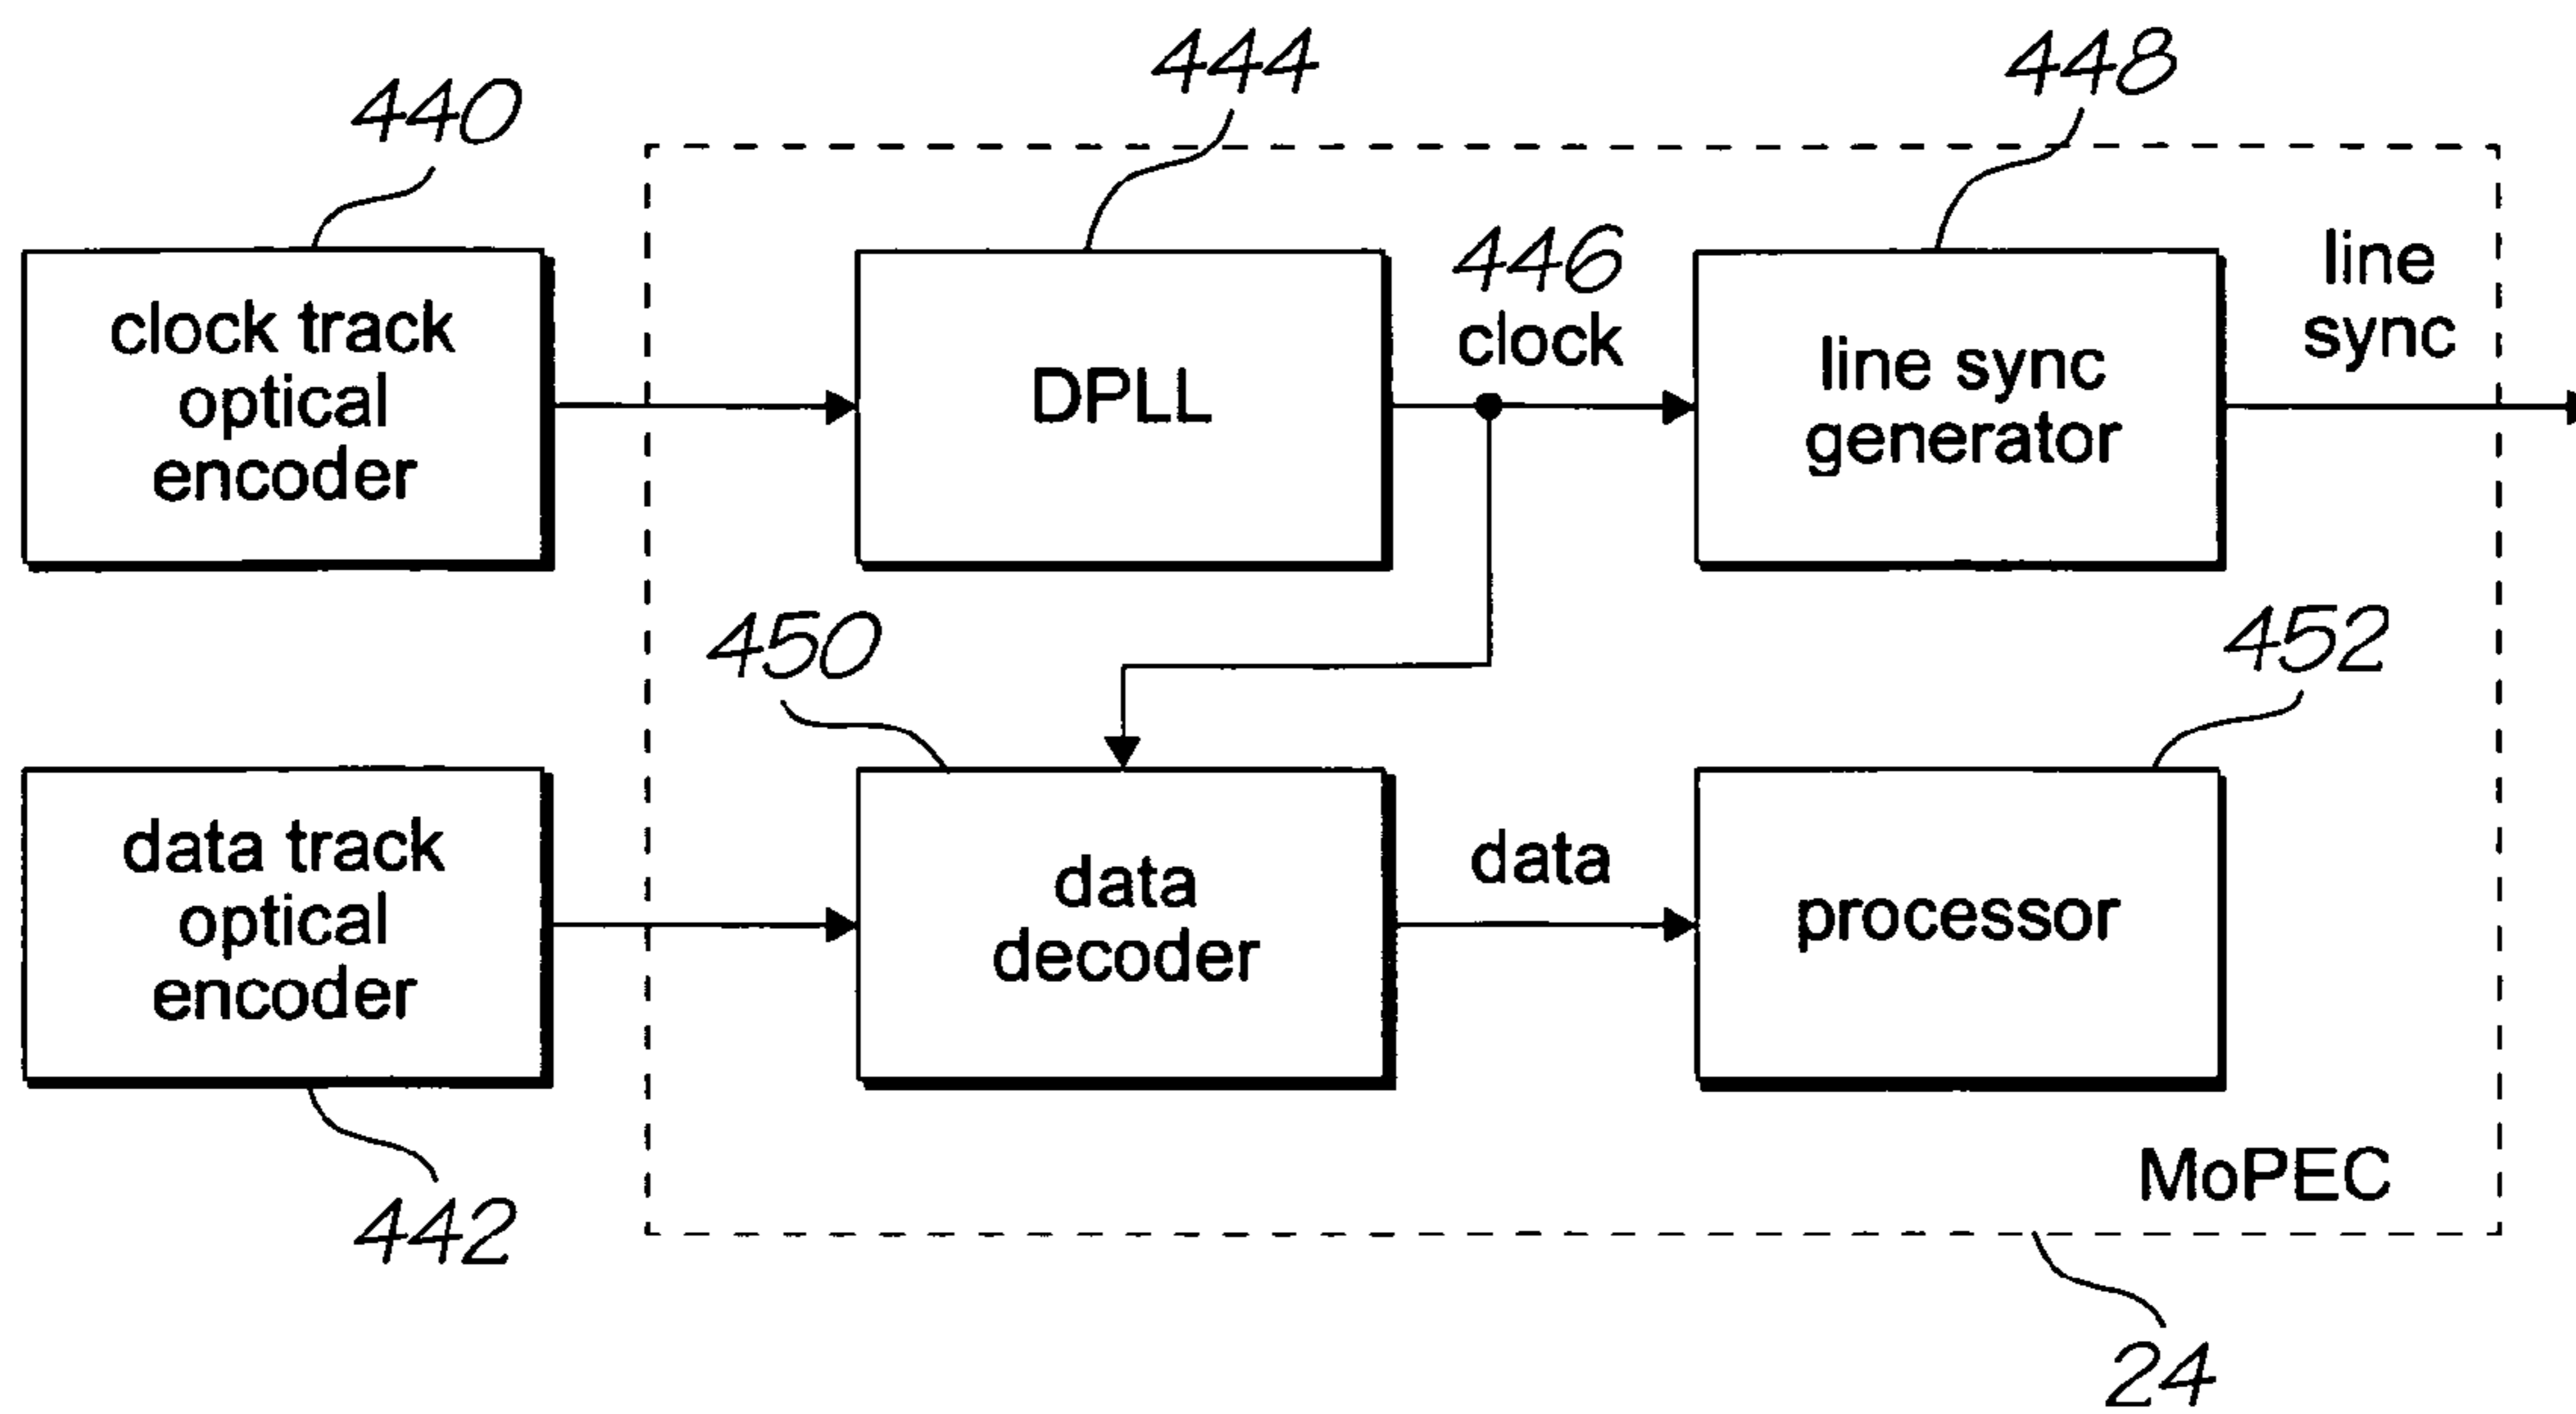 444
448
440
446
clock
line
sync
clock track
optical
encoder
DPLL
line sync
generator
450
452
data track
optical
encoder
data
decoder
data
processor
MoPEC
442
24